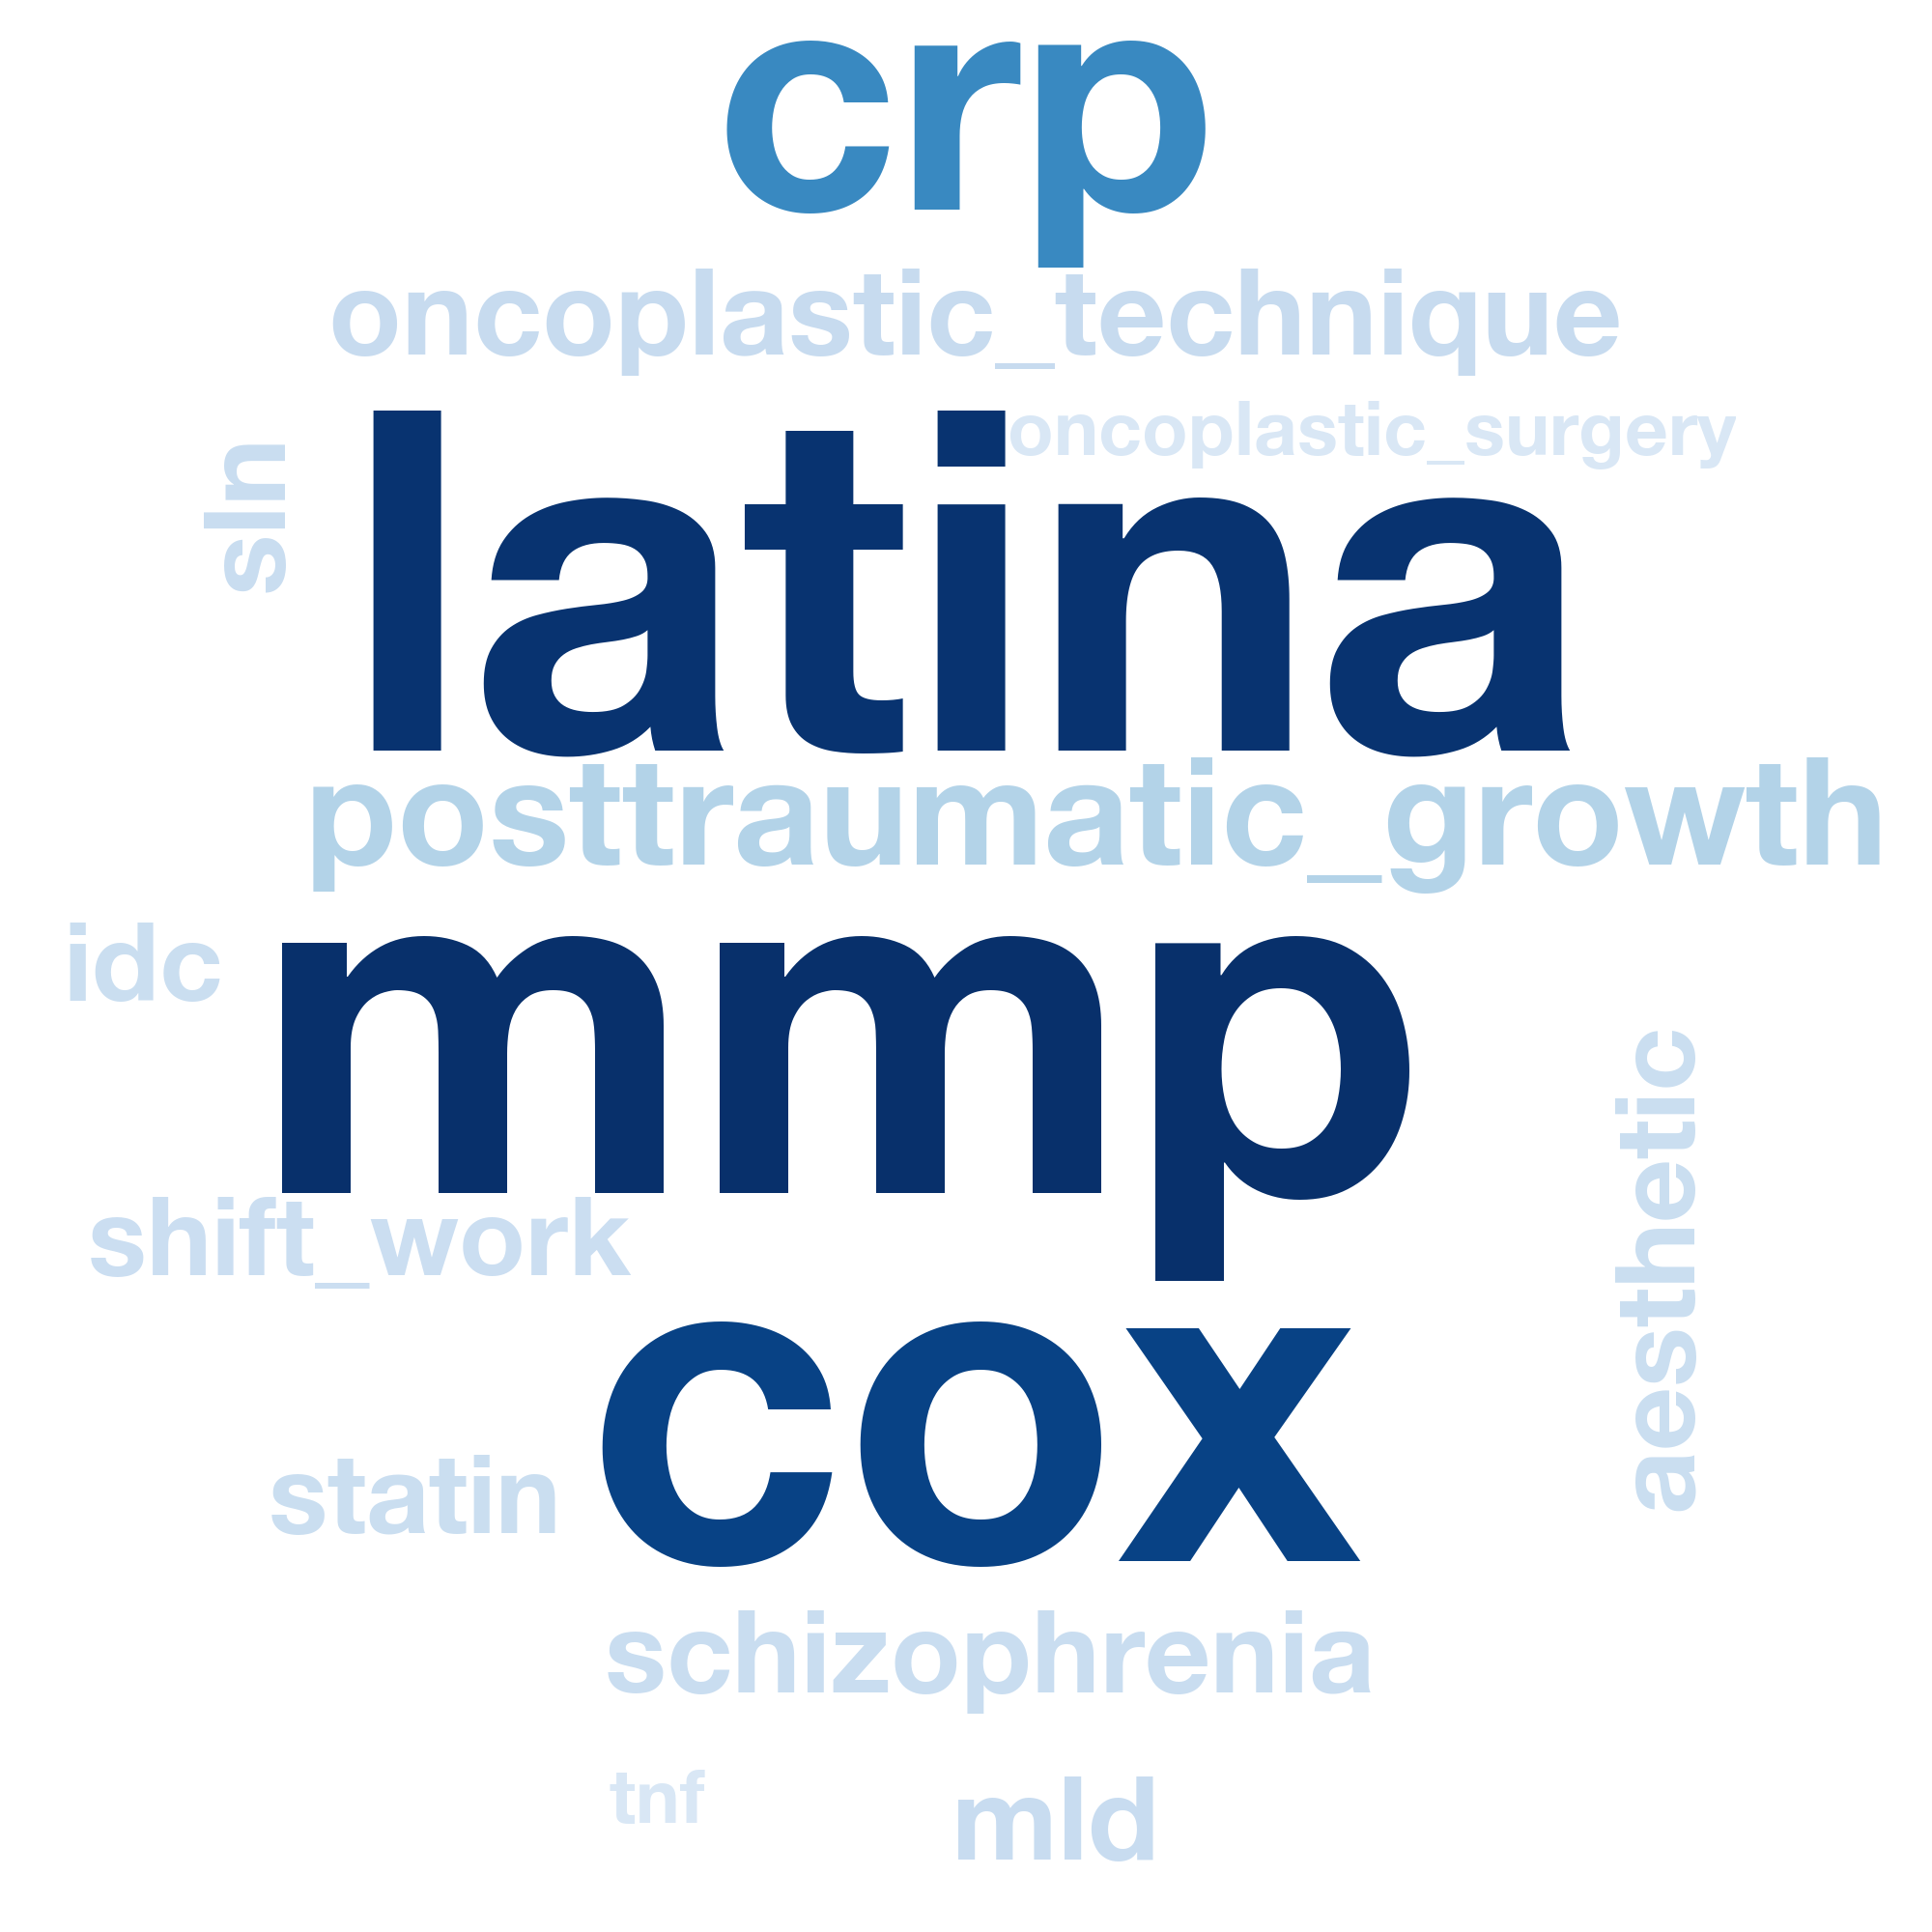 crp
oncoplastic_technique
oncoplastic_surgery
sln
latina
posttraumatic_growth
idc
mmp
aesthetic
shift_work
cox
statin
schizophrenia
tnf
mld